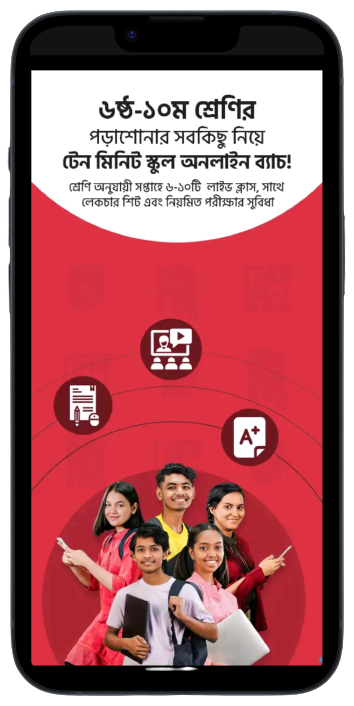 ৬ষ্ঠ-১০ম শ্রেণির
পড়াশোনার সবকিছু নিয়ে
টেন মিনিট স্কুল অনলাইন ব্যাচ!
শ্রেণি অনুযায়ী সপ্তাহে ৬-১০টি লাইভ ক্লাস, সাথে
লেকচার শিট এবং নিয়মিত পরীক্ষার সুবিধা
A+